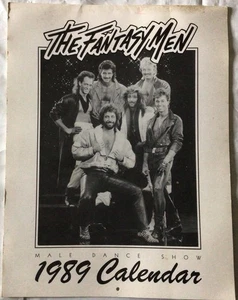 THE FANTASY MEN
MALE DANCE SHOW
1989 Calendar